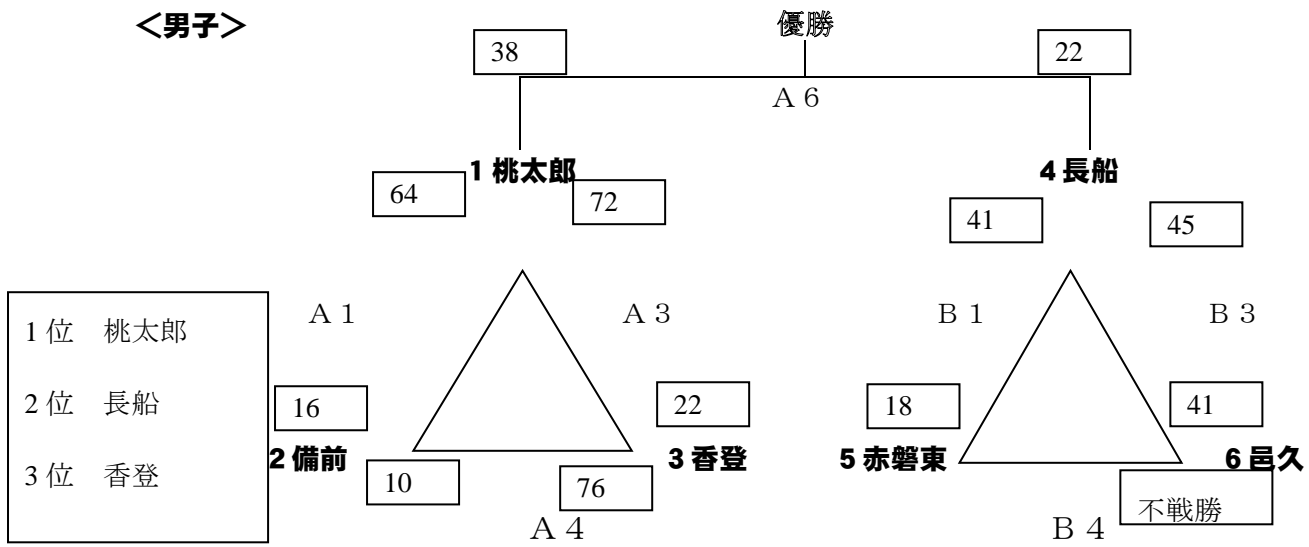 <男子>
優勝
38
22
A6
1桃太郎
4長船
64
72
41
45
A1
A3
B1
B3
1位 桃太郎
2位 長船
3位 香登
16
22
18
41
2備前
3香登
5赤磐東
6邑久
10
76
不戦勝
A4
B4